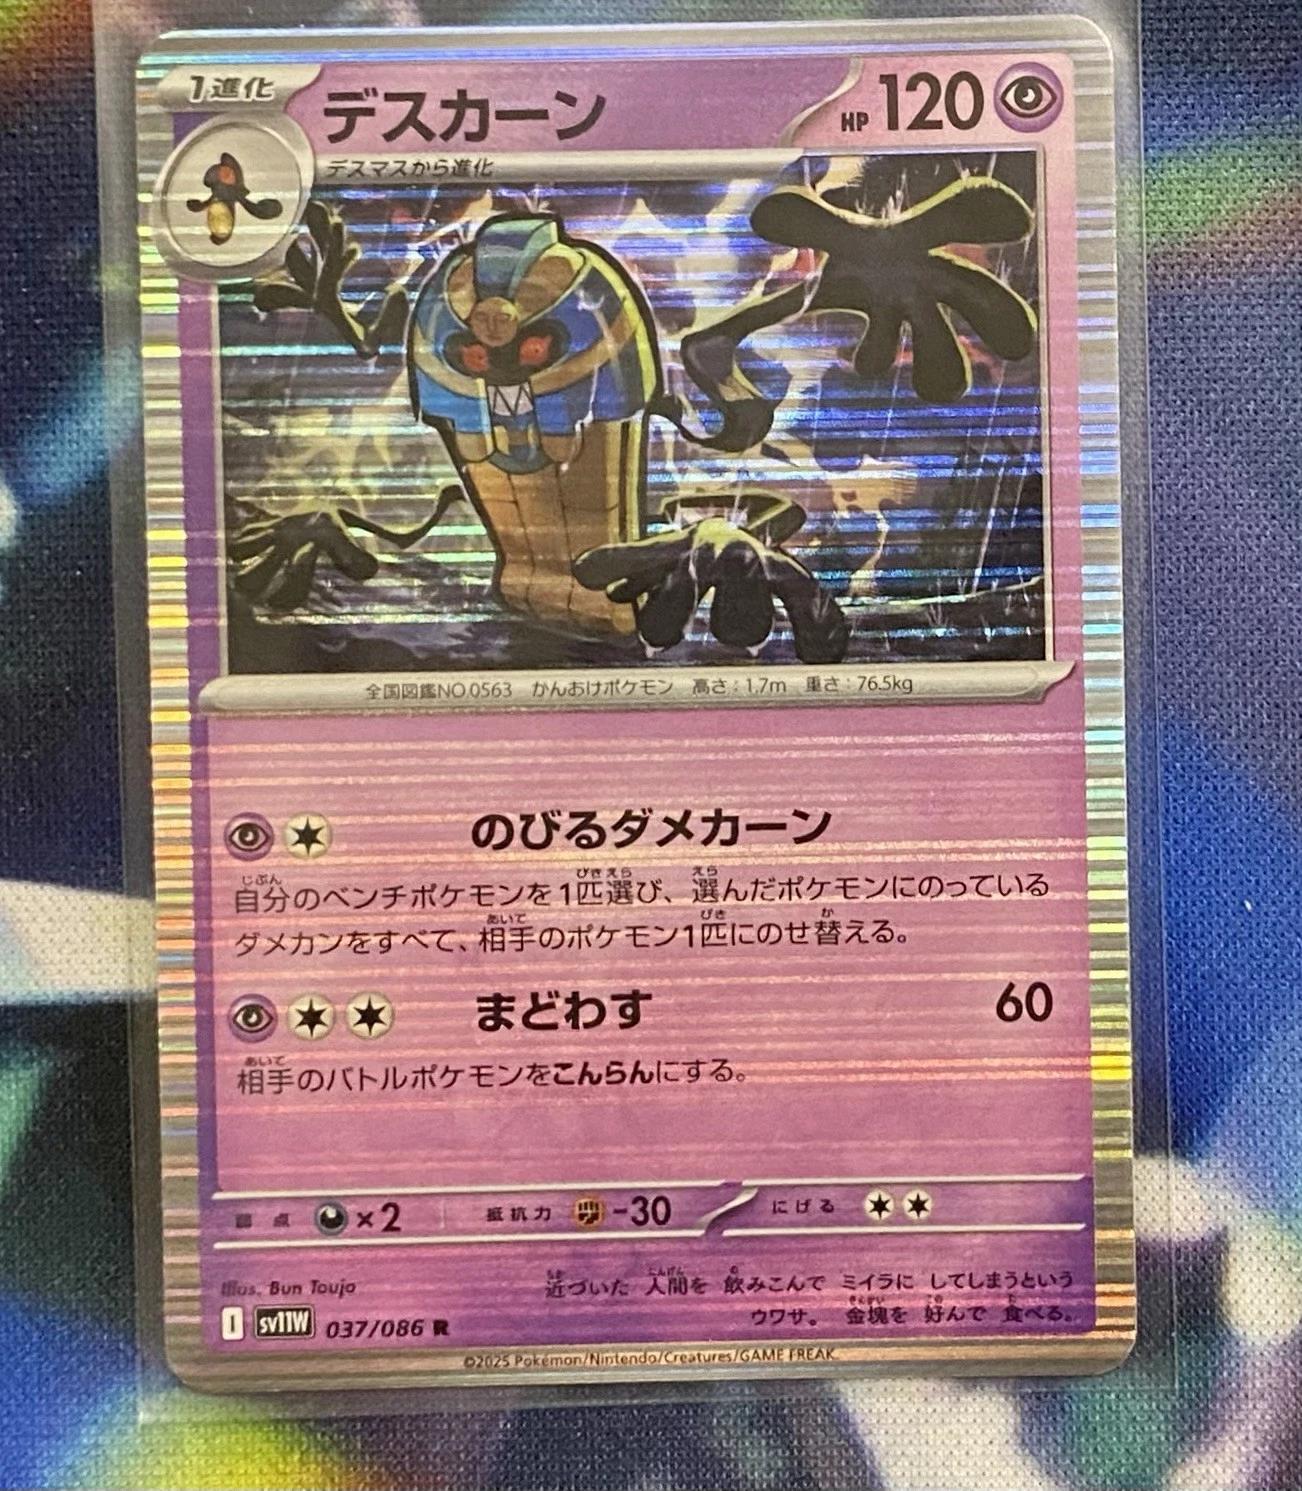 1進化
デスカーン
HP 120
デスマスから進化
全国図鑑NO.0563 かんおけポケモン 高さ:1.7m 重さ:76.5kg
のびるダメカーン
自分のベンチポケモンを1匹選び、選んだポケモンにのっている
ダメカンをすべて、相手のポケモン1匹にのせ替える。
まどわす 60
相手のバトルポケモンをこんらんにする。
弱点 ×2 抵抗力 -30 にげる
Illus. Bun Toujo
近づいた 人間を 飲みこんで ミイラに してしまうという
ウワサ。 金塊を 好んで 食べる。
I sv11W 037/086 R
©2025 Pokémon/Nintendo/Creatures/GAME FREAK